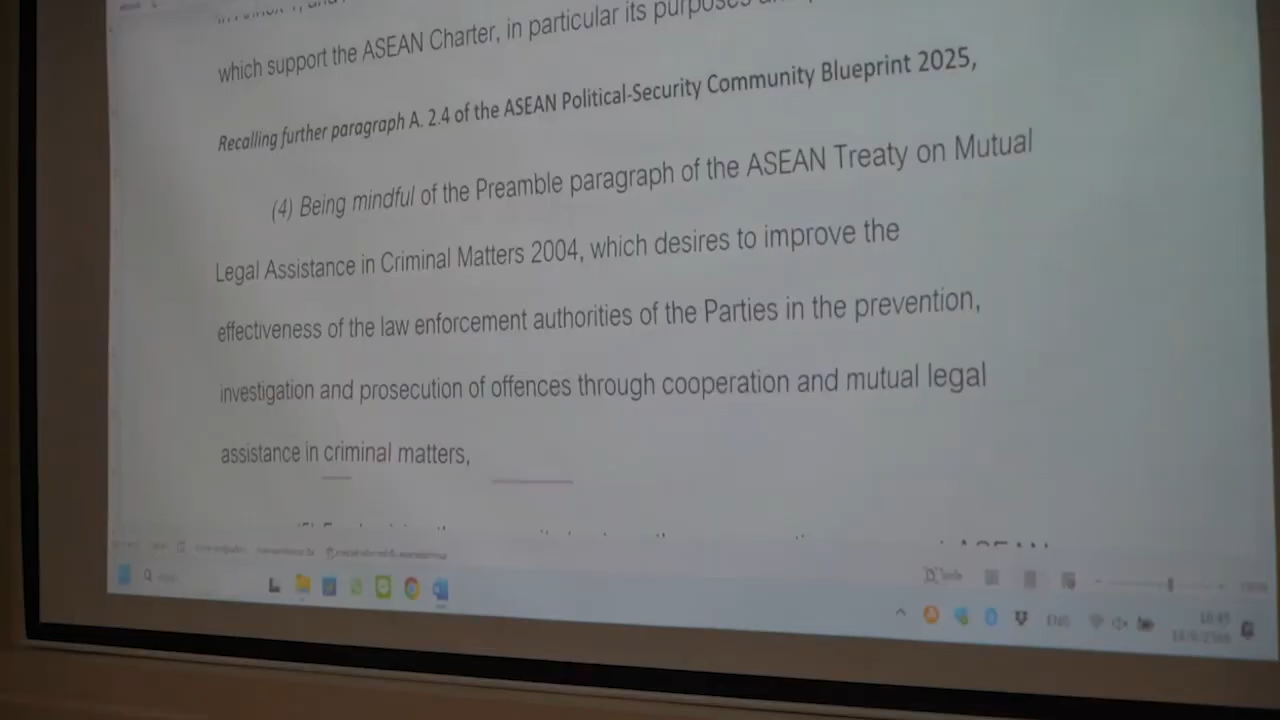 which support the ASEAN Charter, in particular its purposes
Recalling further paragraph A. 2.4 of the ASEAN Political-Security Community Blueprint 2025,
(4) Being mindful of the Preamble paragraph of the ASEAN Treaty on Mutual
Legal Assistance in Criminal Matters 2004, which desires to improve the
effectiveness of the law enforcement authorities of the Parties in the prevention,
investigation and prosecution of offences through cooperation and mutual legal
assistance in criminal matters,